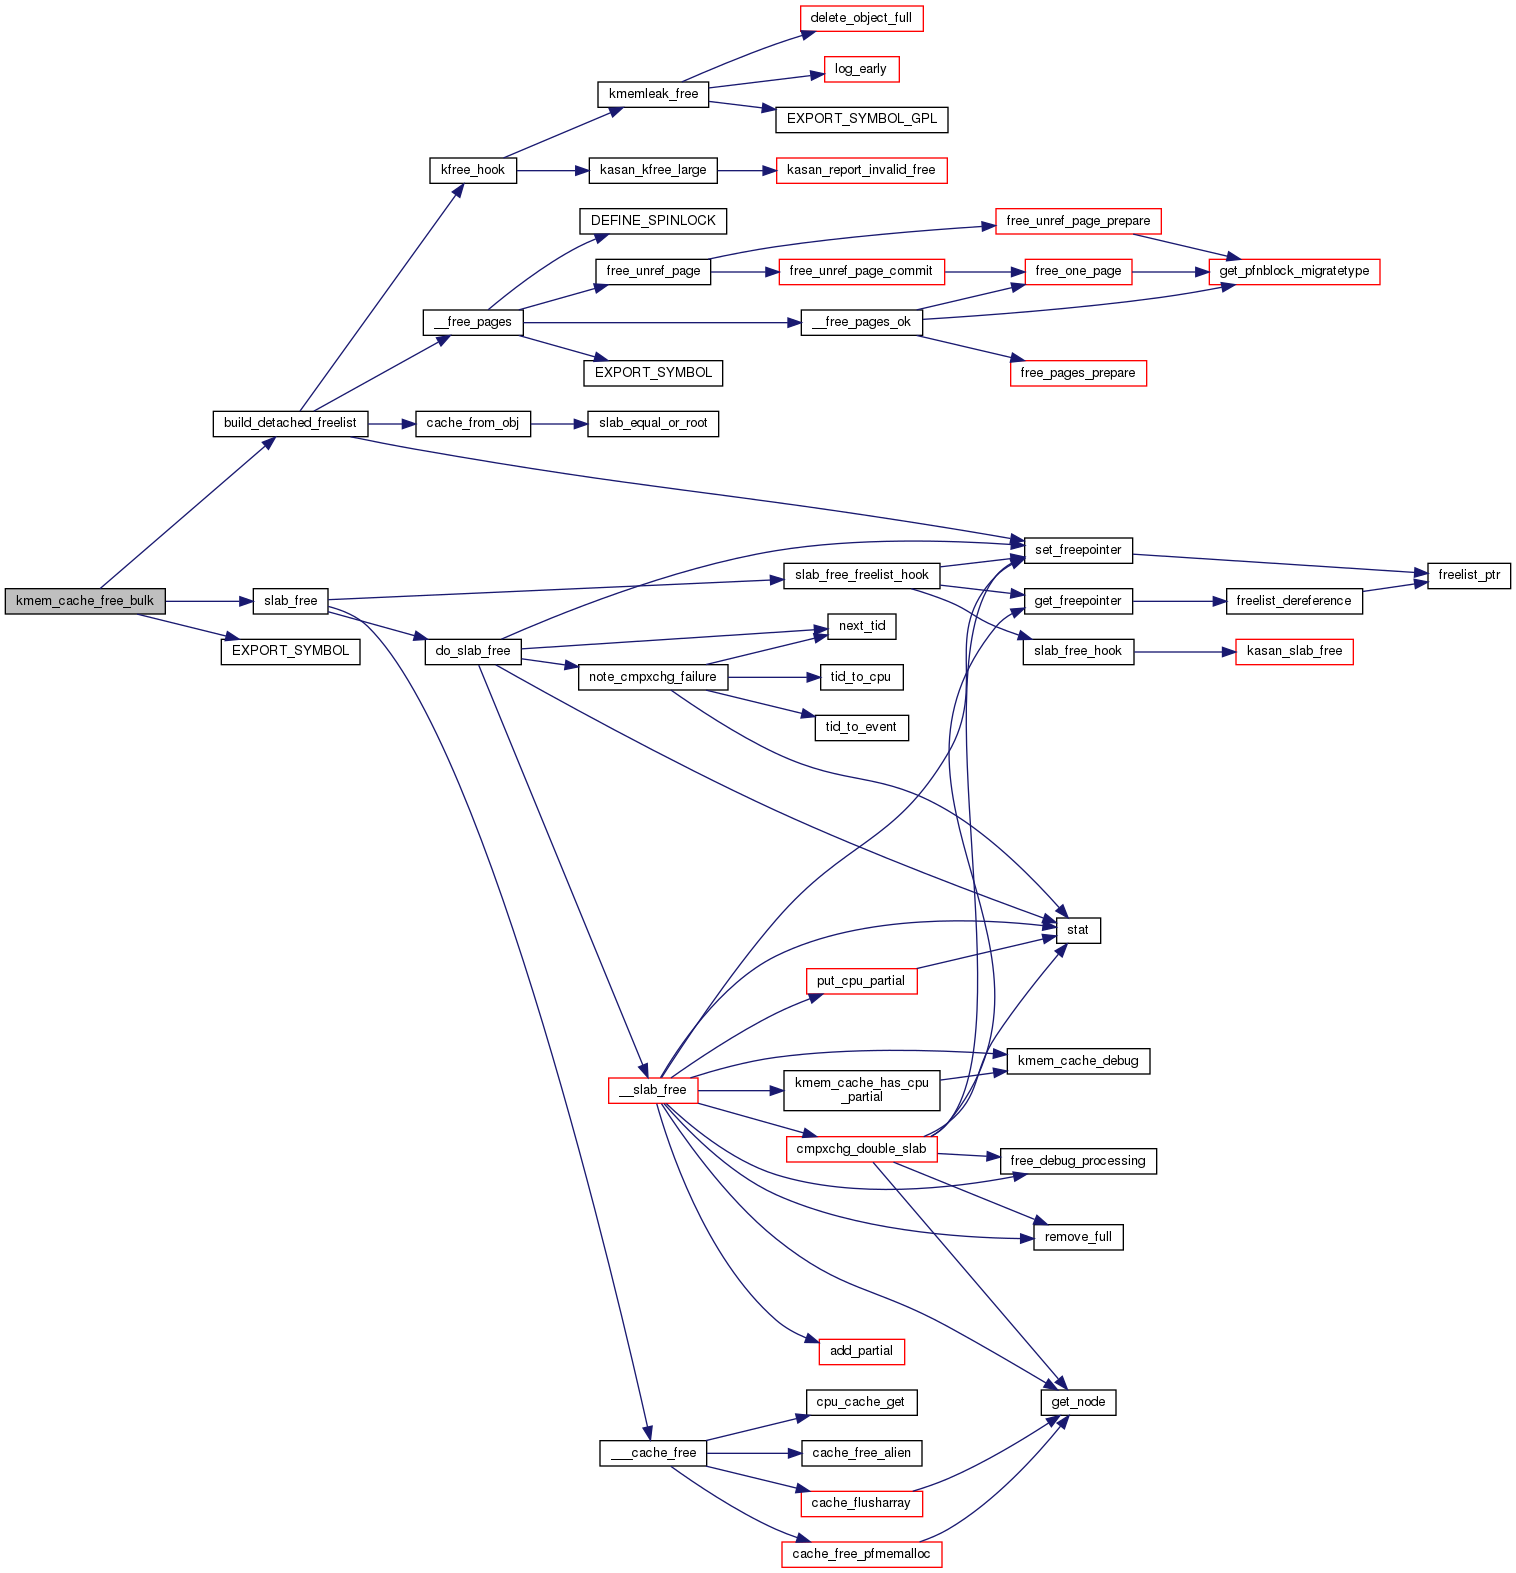 delete_object_full
log_early
kmemleak_free
EXPORT_SYMBOL_GPL
kfree_hook
kasan_kfree_large
kasan_report_invalid_free
DEFINE_SPINLOCK
free_unref_page_prepare
free_unref_page
free_unref_page_commit
free_one_page
get_pfnblock_migratetype
__free_pages
__free_pages_ok
EXPORT_SYMBOL
free_pages_prepare
build_detached_freelist
cache_from_obj
slab_equal_or_root
set_freepointer
slab_free_freelist_hook
freelist_ptr
kmem_cache_free_bulk
slab_free
get_freepointer
freelist_dereference
next_tid
EXPORT_SYMBOL
do_slab_free
slab_free_hook
kasan_slab_free
note_cmpxchg_failure
tid_to_cpu
tid_to_event
stat
put_cpu_partial
kmem_cache_debug
__slab_free
kmem_cache_has_cpu
_partial
cmpxchg_double_slab
free_debug_processing
remove_full
add_partial
cpu_cache_get
get_node
___cache_free
cache_free_alien
cache_flusharray
cache_free_pfmemalloc